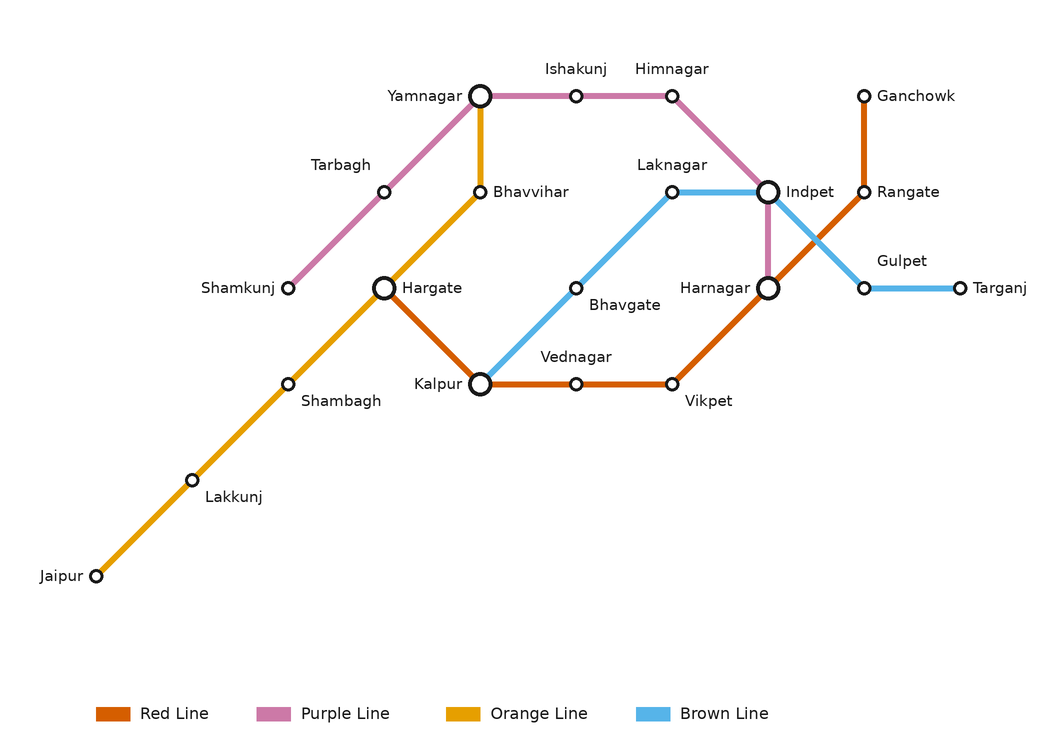 Ishakunj
Himnagar
Yamnagar
Ganchowk
Tarbagh
Laknagar
Bhavvihar
Indpet
Rangate
Gulpet
Shamkunj
Hargate
Harnagar
Targanj
Bhavgate
Vednagar
Kalpur
Shambagh
Vikpet
Lakkunj
Jaipur
Red Line
Purple Line
Orange Line
Brown Line